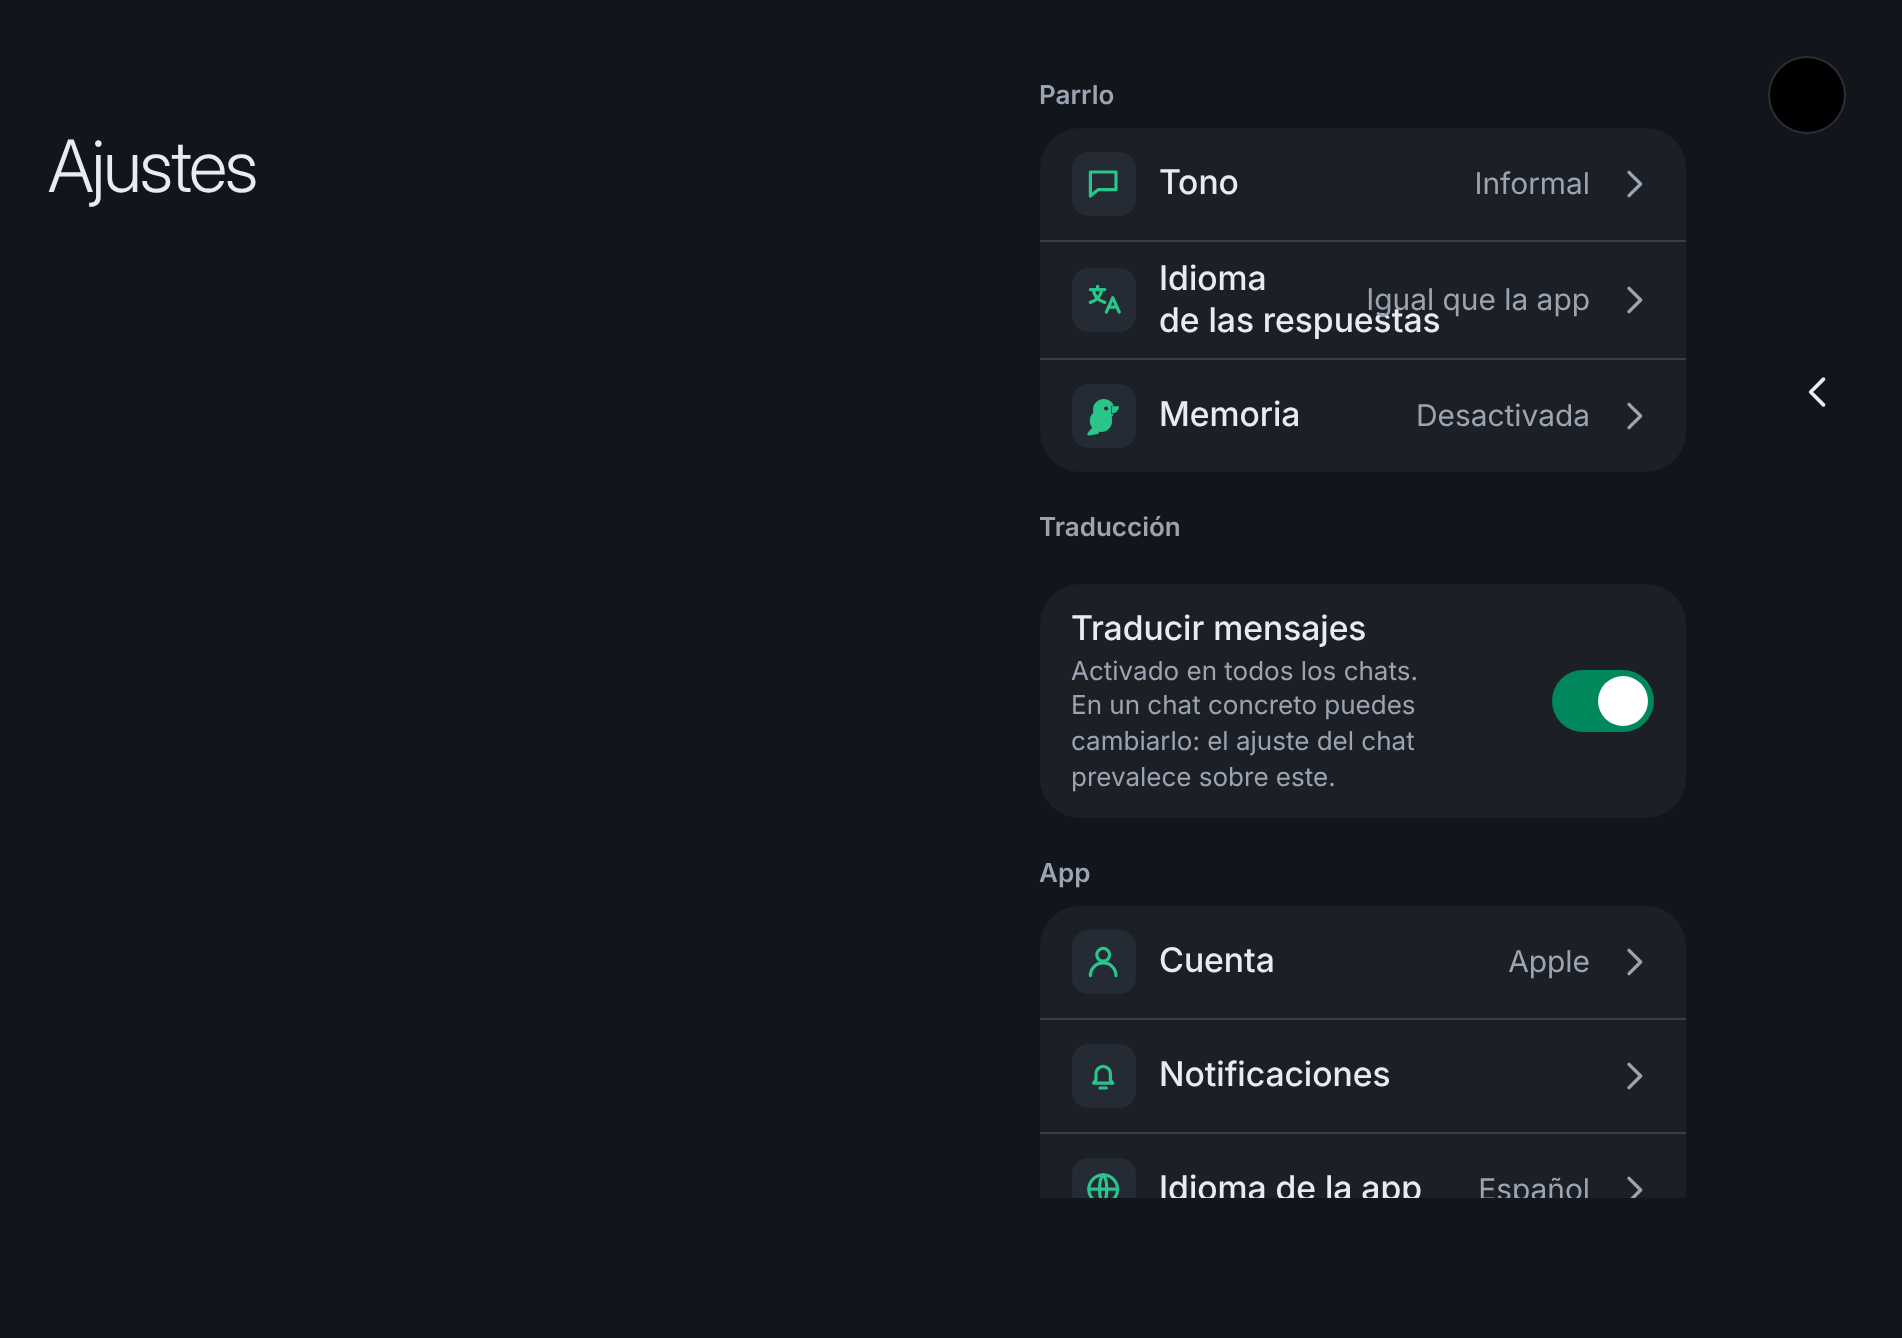 Ajustes
Parrlo
Tono
Informal
Idioma
de las respuestas
Igual que la app
Memoria
Desactivada
Traducción
Traducir mensajes
Activado en todos los chats.
En un chat concreto puedes
cambiarlo: el ajuste del chat
prevalece sobre este.
App
Cuenta
Apple
Notificaciones
Idioma de la app
Español